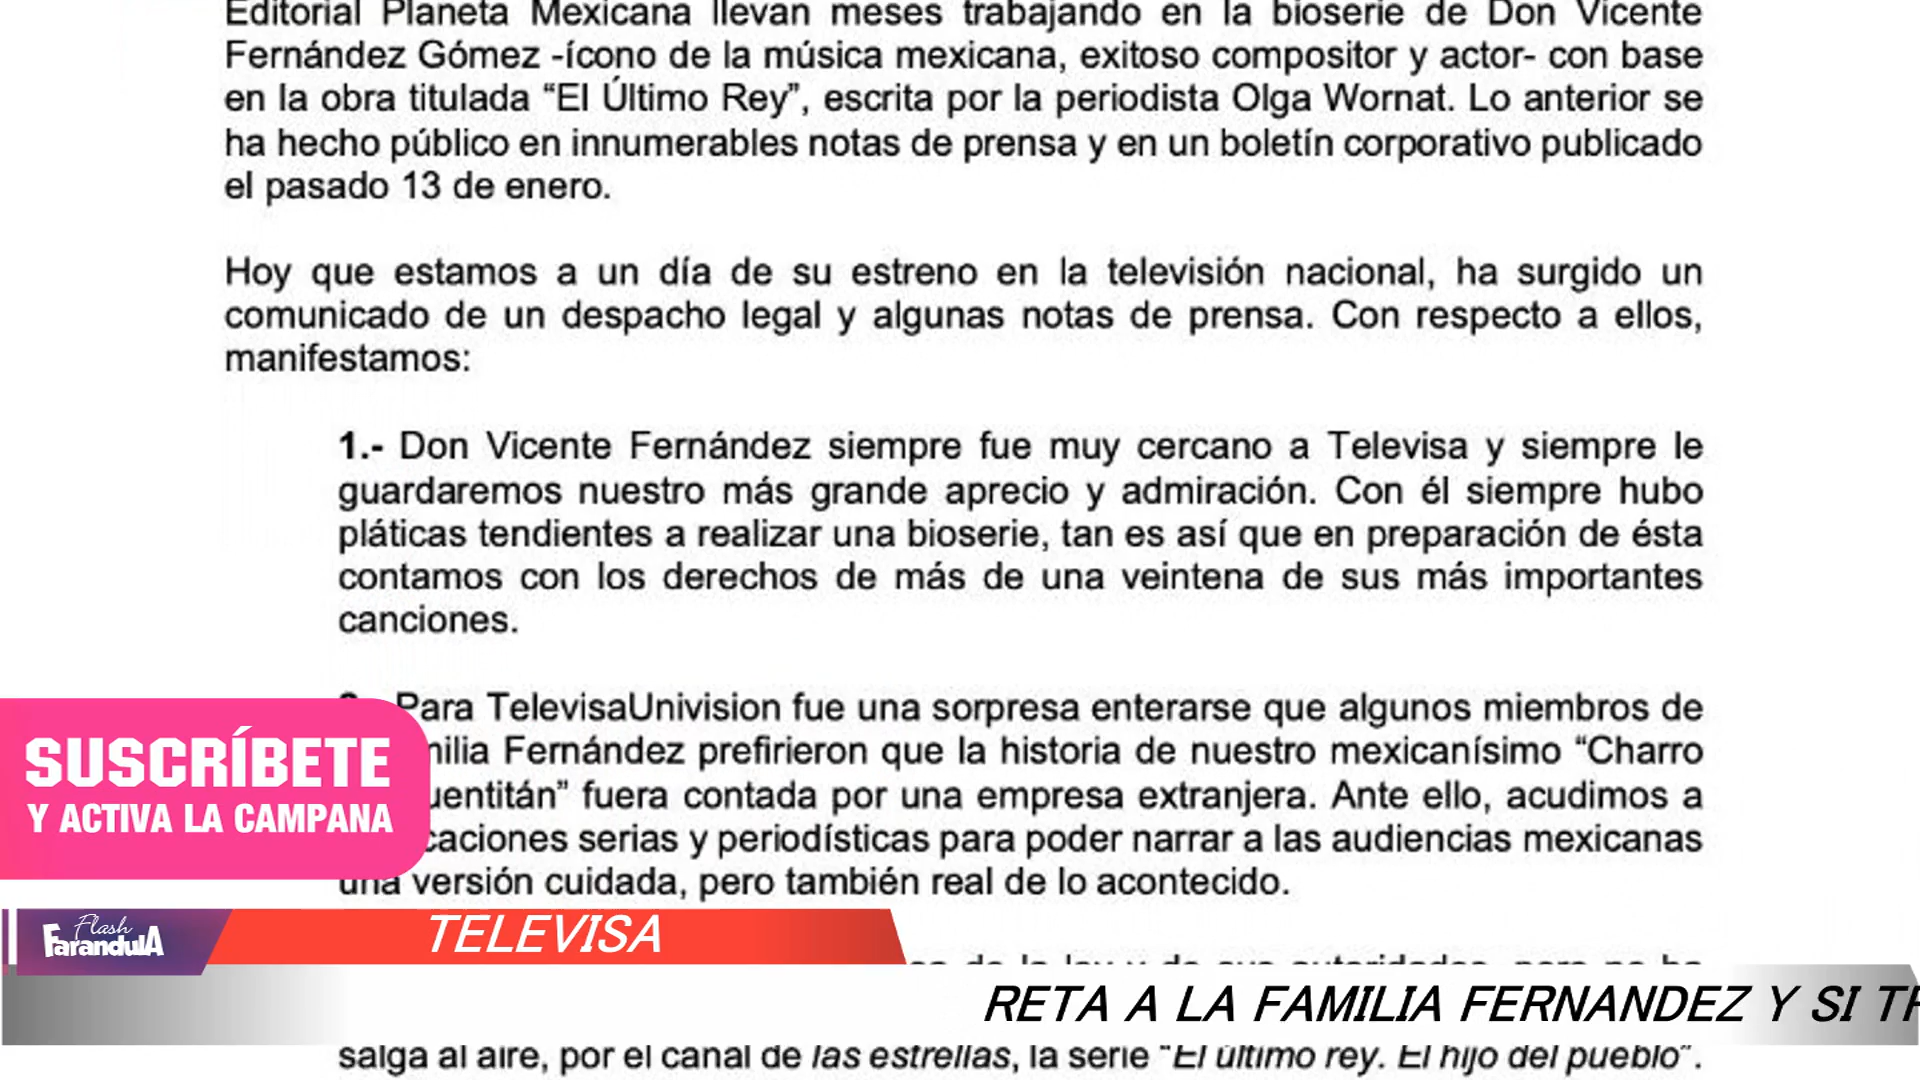 Editorial Planeta Mexicana llevan meses trabajando en la bioserie de Don Vicente
Fernández Gómez -ícono de la música mexicana, exitoso compositor y actor- con base
en la obra titulada “El Último Rey”, escrita por la periodista Olga Wornat. Lo anterior se
ha hecho público en innumerables notas de prensa y en un boletín corporativo publicado
el pasado 13 de enero.
Hoy que estamos a un día de su estreno en la televisión nacional, ha surgido un
comunicado de un despacho legal y algunas notas de prensa. Con respecto a ellos,
manifestamos:
1.- Don Vicente Fernández siempre fue muy cercano a Televisa y siempre le
guardaremos nuestro más grande aprecio y admiración. Con él siempre hubo
pláticas tendientes a realizar una bioserie, tan es así que en preparación de ésta
contamos con los derechos de más de una veintena de sus más importantes
canciones.
Para TelevisaUnivision fue una sorpresa enterarse que algunos miembros de
milia Fernández prefirieron que la historia de nuestro mexicanísimo “Charro
uentitán” fuera contada por una empresa extranjera. Ante ello, acudimos a
caciones serias y periodísticas para poder narrar a las audiencias mexicanas
una versión cuidada, pero también real de lo acontecido.
SUSCRÍBETE
Y ACTIVA LA CAMPANA
Flash
FarandulA
TELEVISA
de la ley y de sus autoridades, pero no ha
RETA A LA FAMILIA FERNANDEZ Y SI
salga al aire, por el canal de las estrellas, la serie “El último rey. El hijo del pueblo”.